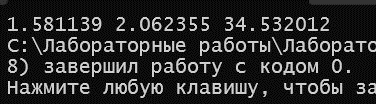 1.581139 2.062355 34.532012
C:\Лабораторные работы\Лаборато
8) завершил работу с кодом 0.
Нажмите любую клавишу, чтобы за